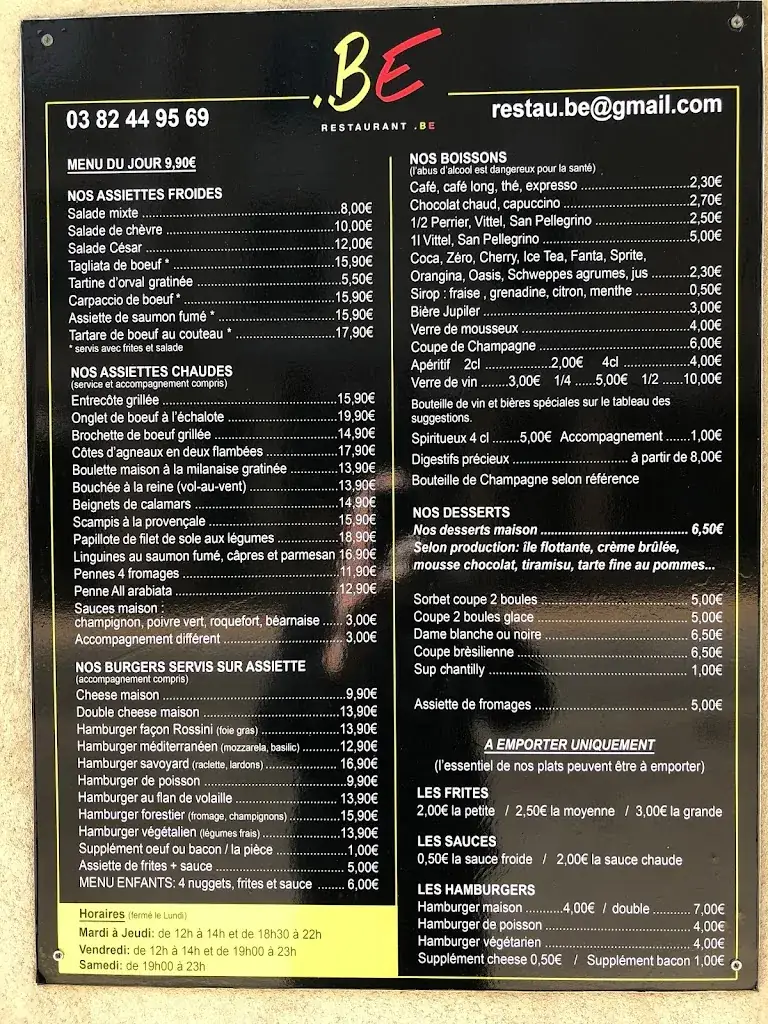 .BE
RESTAURANT .BE
03 82 44 95 69
restau.be@gmail.com
MENU DU JOUR 9,90€
NOS ASSIETTES FROIDES
Salade mixte 8,00€
Salade de chèvre 10,00€
Salade César 12,00€
Tagliata de boeuf * 15,90€
Tartine d'orval gratinée 5,50€
Carpaccio de boeuf * 15,90€
Assiette de saumon fumé * 15,90€
Tartare de boeuf au couteau * 17,90€
* servis avec frites et salade
NOS ASSIETTES CHAUDES
(service et accompagnement compris)
Entrecôte grillée 15,90€
Onglet de boeuf à l'échalote 19,90€
Brochette de boeuf grillée 14,90€
Côtes d'agneaux en deux flambées 17,90€
Boulette maison à la milanaise gratinée 13,90€
Bouchée à la reine (vol-au-vent) 13,90€
Beignets de calamars 14,90€
Scampis à la provençale 15,90€
Papillote de filet de sole aux légumes 18,90€
Linguines au saumon fumé, câpres et parmesan 16,90€
Pennes 4 fromages 11,90€
Penne All arabiata 12,90€
Sauces maison :
champignon, poivre vert, roquefort, béarnaise 3,00€
Accompagnement différent 3,00€
NOS BURGERS SERVIS SUR ASSIETTE
(accompagnement compris)
Cheese maison 9,90€
Double cheese maison 13,90€
Hamburger façon Rossini (foie gras) 13,90€
Hamburger méditerranéen (mozzarela, basilic) 12,90€
Hamburger savoyard (raclette, lardons) 16,90€
Hamburger de poisson 9,90€
Hamburger au flan de volaille 13,90€
Hamburger forestier (fromage, champignons) 15,90€
Hamburger végétalien (légumes frais) 13,90€
Supplément oeuf ou bacon / la pièce 1,00€
Assiette de frites + sauce 5,00€
MENU ENFANTS: 4 nuggets, frites et sauce 6,00€
Horaires (fermé le Lundi)
Mardi à Jeudi: de 12h à 14h et de 18h30 à 22h
Vendredi: de 12h à 14h et de 19h00 à 23h
Samedi: de 19h00 à 23h
NOS BOISSONS
(l'abus d'alcool est dangereux pour la santé)
Café, café long, thé, expresso 2,30€
Chocolat chaud, capuccino 2,70€
1/2 Perrier, Vittel, San Pellegrino 2,50€
1l Vittel, San Pellegrino 5,00€
Coca, Zéro, Cherry, Ice Tea, Fanta, Sprite,
Orangina, Oasis, Schweppes agrumes, jus 2,30€
Sirop : fraise , grenadine, citron, menthe 0,50€
Bière Jupiler 3,00€
Verre de mousseux 4,00€
Coupe de Champagne 6,00€
Apéritif 2cl 2,00€ 4cl 4,00€
Verre de vin 3,00€ 1/4 5,00€ 1/2 10,00€
Bouteille de vin et bières spéciales sur le tableau des
suggestions.
Spiritueux 4 cl 5,00€ Accompagnement 1,00€
Digestifs précieux à partir de 8,00€
Bouteille de Champagne selon référence
NOS DESSERTS
Nos desserts maison 6,50€
Selon production: île flottante, crème brûlée,
mousse chocolat, tiramisu, tarte fine au pommes...
Sorbet coupe 2 boules 5,00€
Coupe 2 boules glace 5,00€
Dame blanche ou noire 6,50€
Coupe brèsilienne 6,50€
Sup chantilly 1,00€
Assiette de fromages 5,00€
A EMPORTER UNIQUEMENT
(l'essentiel de nos plats peuvent être à emporter)
LES FRITES
2,00€ la petite / 2,50€ la moyenne / 3,00€ la grande
LES SAUCES
0,50€ la sauce froide / 2,00€ la sauce chaude
LES HAMBURGERS
Hamburger maison 4,00€ / double 7,00€
Hamburger de poisson 4,00€
Hamburger végétarien 4,00€
Supplément cheese 0,50€ / Supplément bacon 1,00€